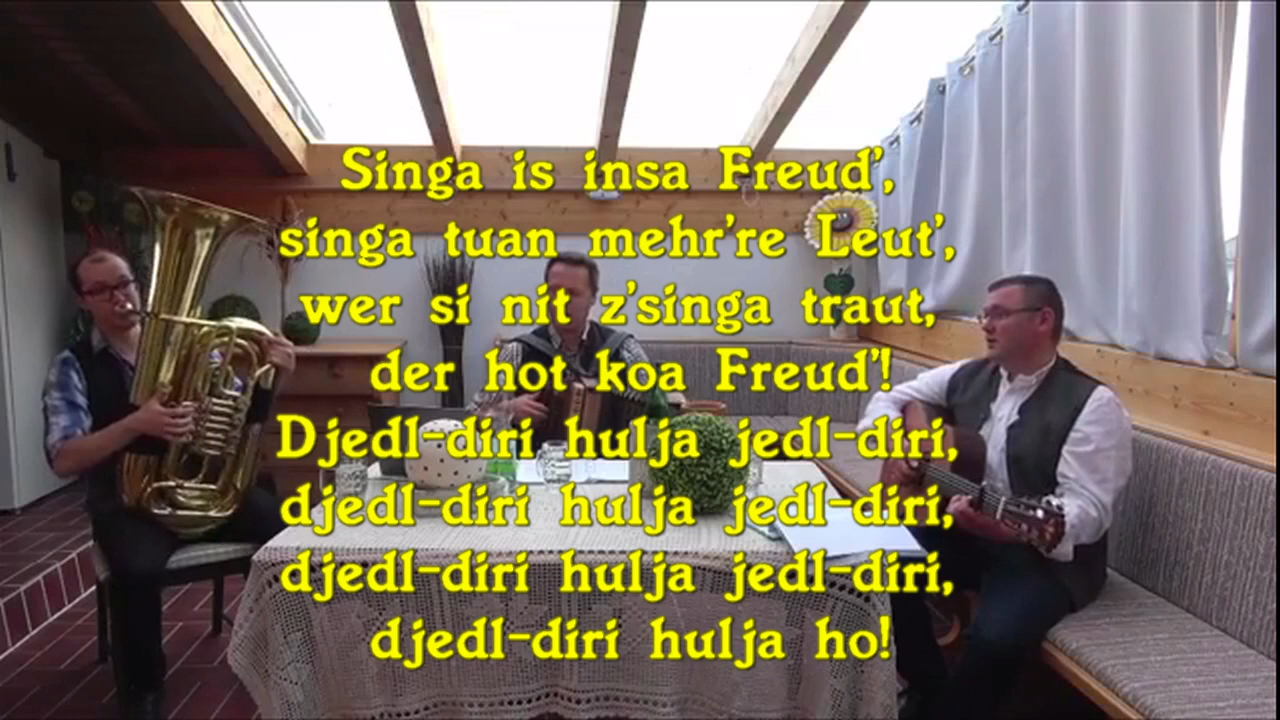 Singa is insa Freud',
singa tuan mehr're Leut',
wer si nit z'singa traut,
der hot koa Freud'!
Djedl-diri hulja jedl-diri,
djedl-diri hulja jedl-diri,
djedl-diri hulja jedl-diri,
djedl-diri hulja ho!